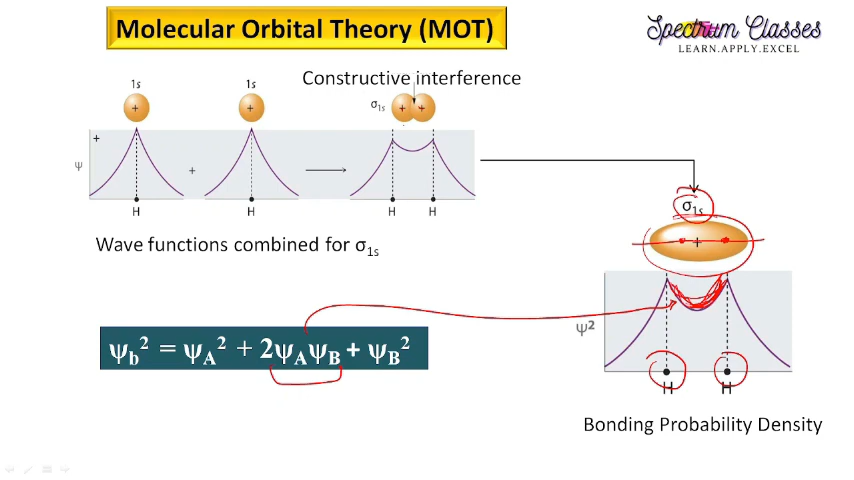 Molecular Orbital Theory (MOT)
Spectrum Classes
LEARN.APPLY.EXCEL
Constructive interference
1s
1s
σ1s
+
+
+
+
+
ψ
+
H
H
H
H
σ1s
+
Wave functions combined for σ1s
ψ²
ψb² = ψA² + 2ψAψB + ψB²
H
H
Bonding Probability Density